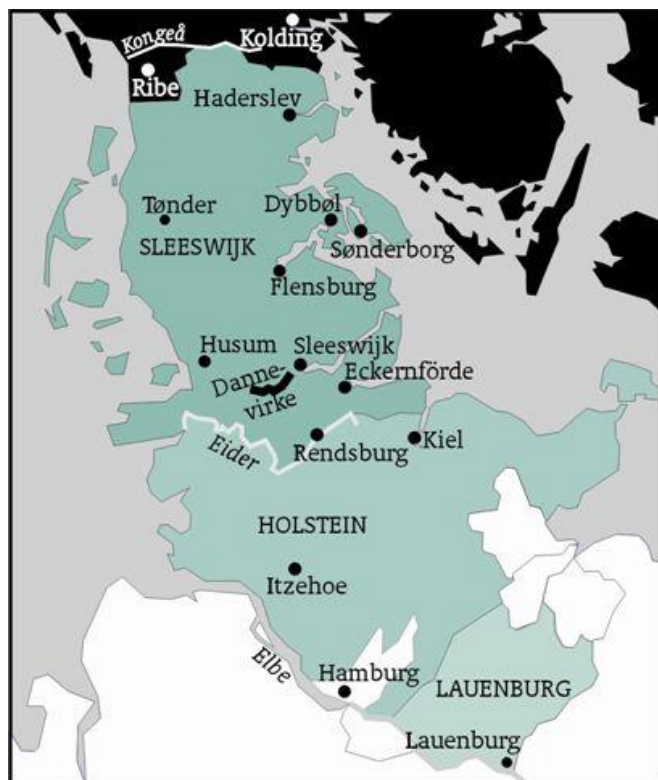 Kongeå
Kolding
Ribe
Haderslev
Tønder
Dybbøl
SLEESWIJK
Sønderborg
Flensburg
Husum
Sleeswijk
Danne-
virke
Eckernförde
Eider
Rendsburg
Kiel
HOLSTEIN
Itzehoe
Elbe
Hamburg
LAUENBURG
Lauenburg